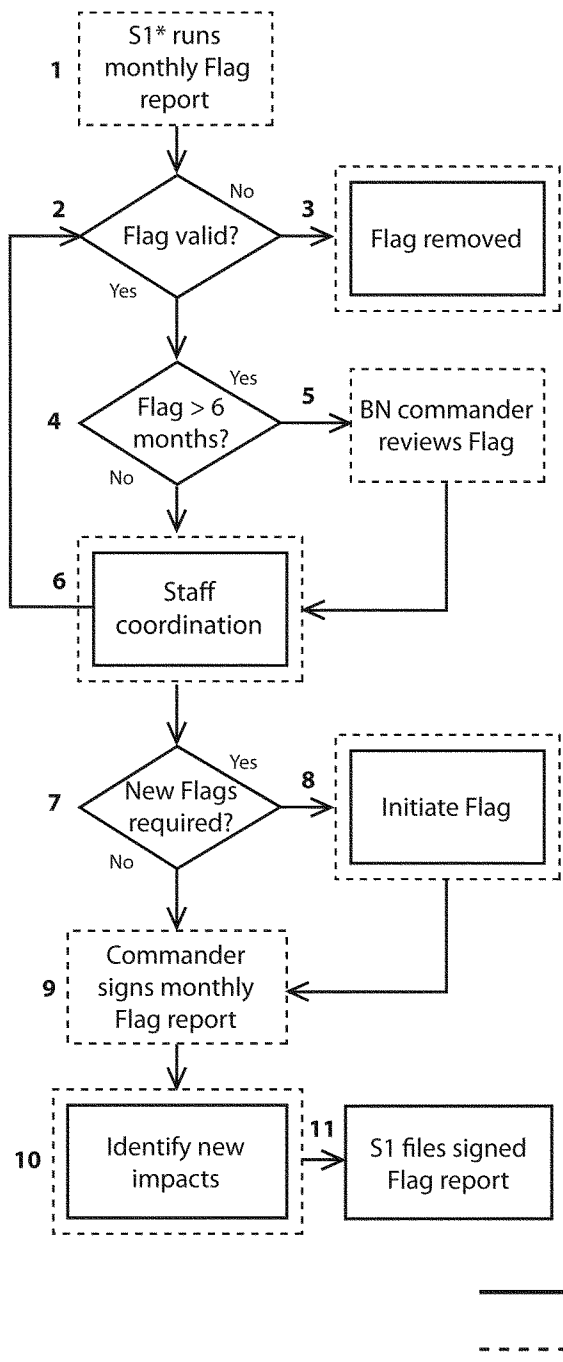 1
S1* runs
monthly Flag
report
2
Flag valid?
No
Yes
3
Flag removed
4
Flag > 6
months?
Yes
No
5
BN commander
reviews Flag
6
Staff
coordination
7
New Flags
required?
Yes
No
8
Initiate Flag
9
Commander
signs monthly
Flag report
10
Identify new
impacts
11
S1 files signed
Flag report